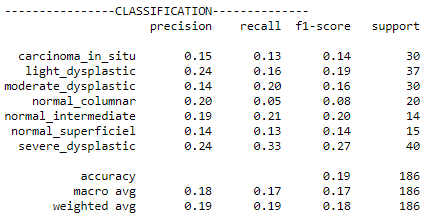 ---------------CLASSIFICATION-------------
precision recall f1-score support
carcinoma_in_situ 0.15 0.13 0.14 30
light_dysplastic 0.24 0.16 0.19 37
moderate_dysplastic 0.14 0.20 0.16 30
normal_columnar 0.20 0.05 0.08 20
normal_intermediate 0.19 0.21 0.20 14
normal_superficiel 0.14 0.13 0.14 15
severe_dysplastic 0.24 0.33 0.27 40
accuracy 0.19 186
macro avg 0.18 0.17 0.17 186
weighted avg 0.19 0.19 0.18 186